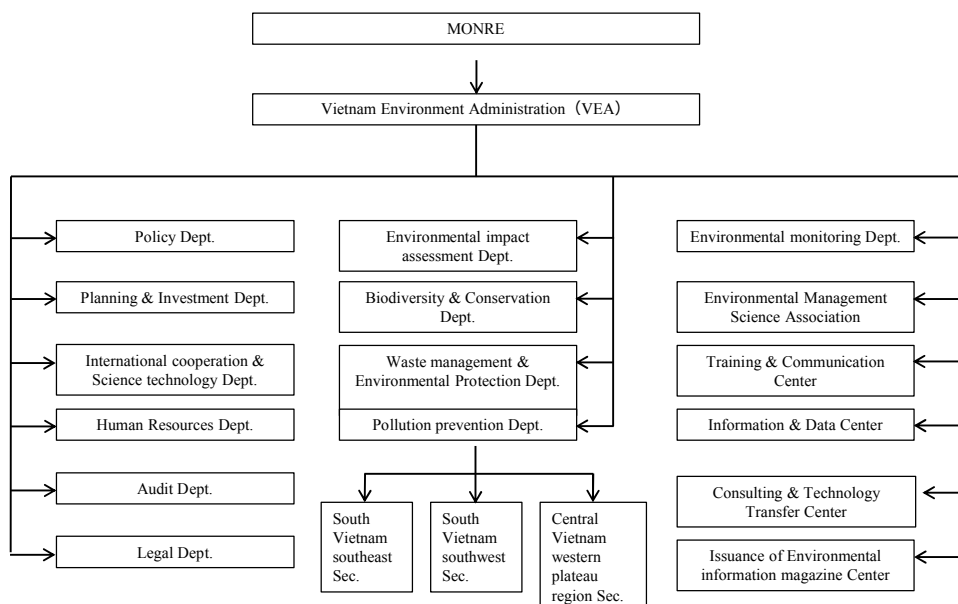 MONRE
Vietnam Environment Administration（VEA）
Policy Dept.
Planning & Investment Dept.
International cooperation &
Science technology Dept.
Human Resources Dept.
Audit Dept.
Legal Dept.
Environmental impact
assessment Dept.
Biodiversity & Conservation
Dept.
Waste management &
Environmental Protection Dept.
Pollution prevention Dept.
South
Vietnam
southeast
Sec.
South
Vietnam
southwest
Sec.
Central
Vietnam
western
plateau
region Sec.
Environmental monitoring Dept.
Environmental Management
Science Association
Training & Communication
Center
Information & Data Center
Consulting & Technology
Transfer Center
Issuance of Environmental
information magazine Center